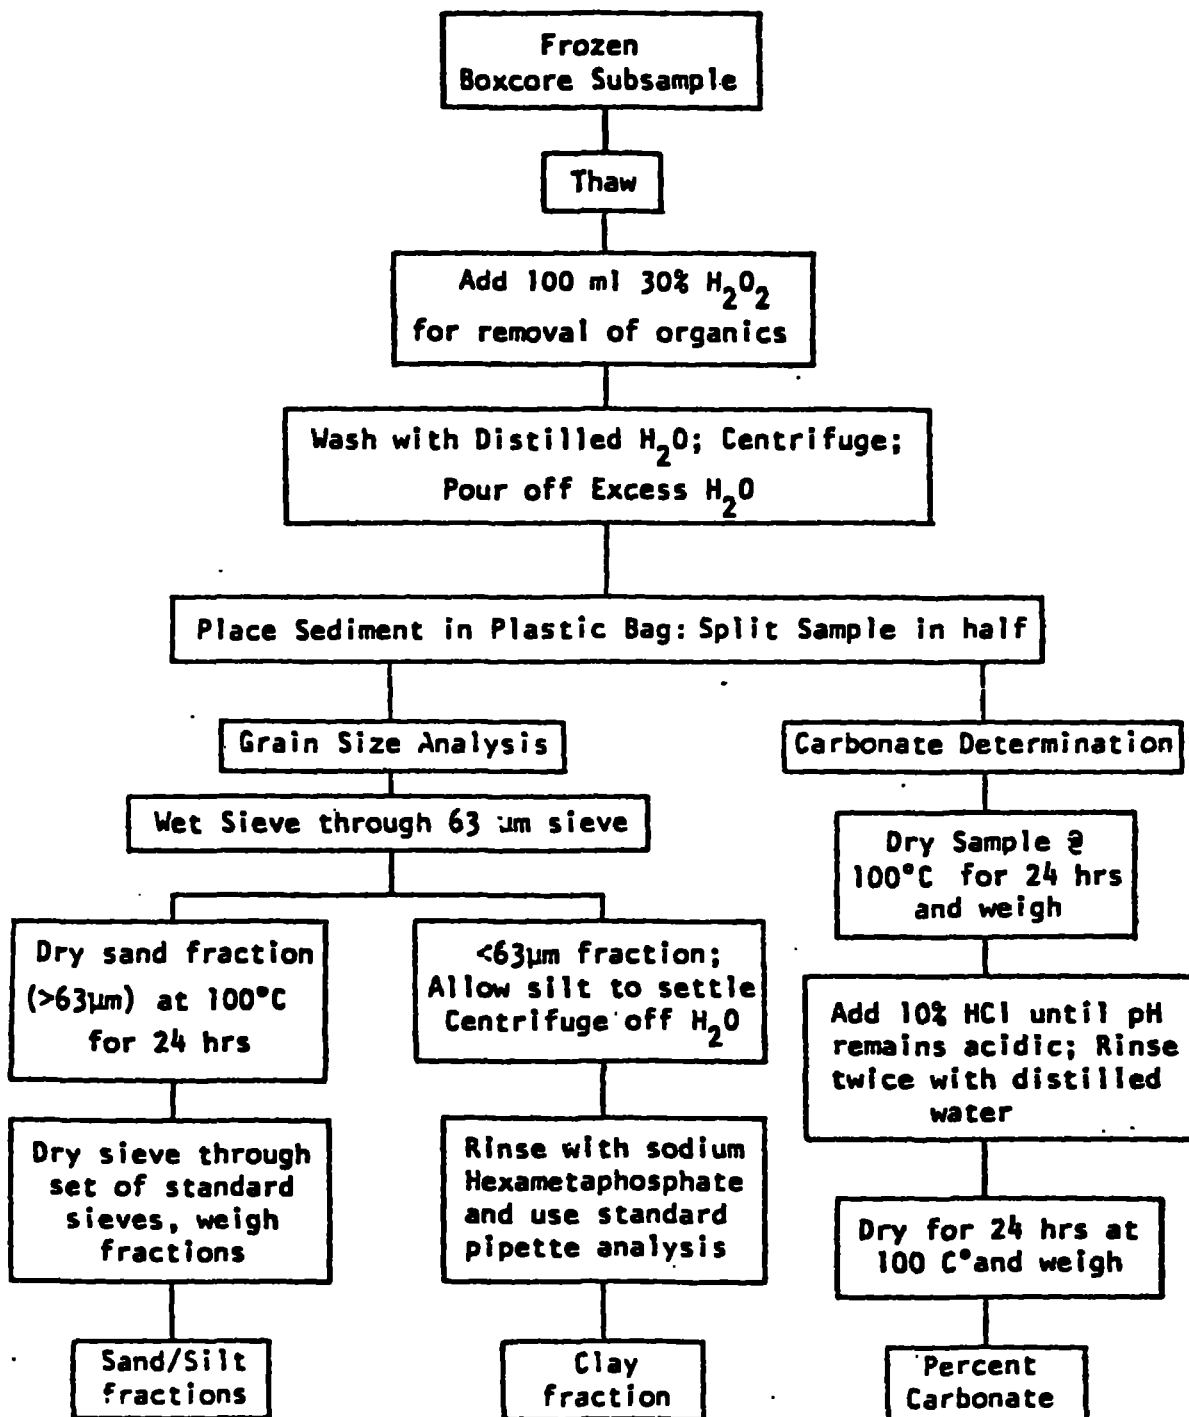 Frozen
Boxcore Subsample
Thaw
Add 100 ml 30% H2O2
for removal of organics
Wash with Distilled H2O; Centrifuge;
Pour off Excess H2O
Place Sediment in Plastic Bag: Split Sample in half
Grain Size Analysis
Wet Sieve through 63 µm sieve
Dry sand fraction
(>63µm) at 100°C
for 24 hrs
Dry sieve through
set of standard
sieves, weigh
fractions
Sand/Silt
fractions
<63µm fraction;
Allow silt to settle
Centrifuge off H2O
Rinse with sodium
Hexametaphosphate
and use standard
pipette analysis
Clay
fraction
Carbonate Determination
Dry Sample @
100°C for 24 hrs
and weigh
Add 10% HCl until pH
remains acidic; Rinse
twice with distilled
water
Dry for 24 hrs at
100 C° and weigh
Percent
Carbonate